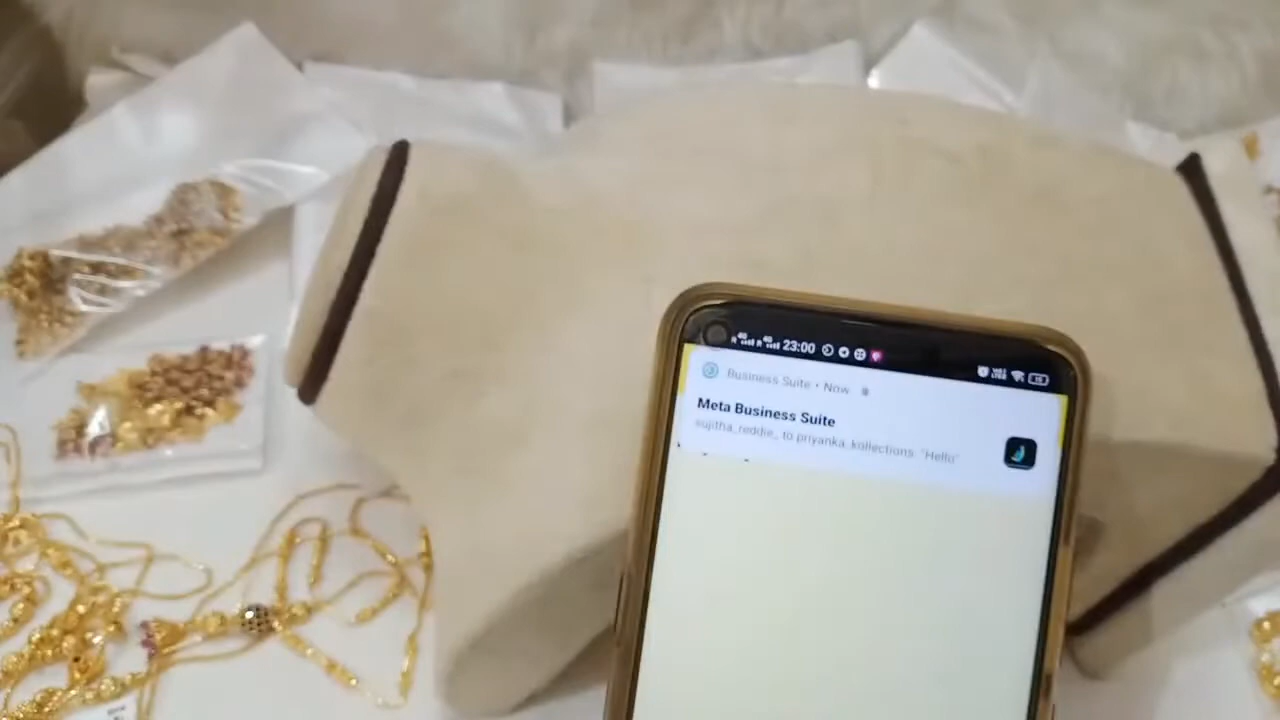 23:00
Business Suite • Now
Meta Business Suite
sujitha_reddie_ to priyanka_kollections: "Hello"